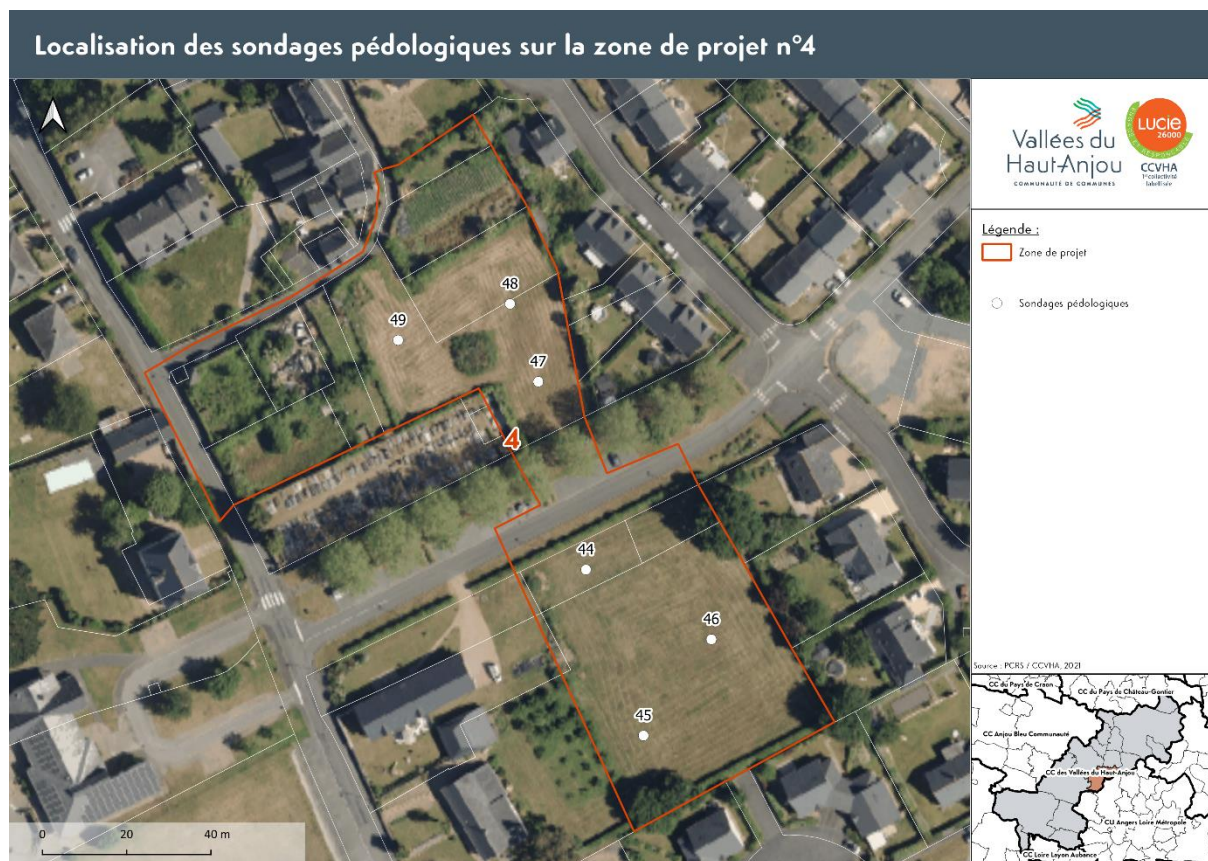 Localisation des sondages pédologiques sur la zone de projet n°4
Vallées du
Haut-Anjou
COMMUNAUTÉ DE COMMUNES
LUCIE
26000
CCVHA
1ère collectivité
labellisée
Légende :
Zone de projet
Sondages pédologiques
48
49
47
4
44
46
45
Source : PCRS / CCVHA, 2021
CC du Pays de Craon
CC du Pays de Château-Gontier
CC Anjou Bleu Communauté
CC des Vallées du Haut-Anjou
CU Angers Loire Métropole
CC Loire Layon Aubance
0 20 40 m